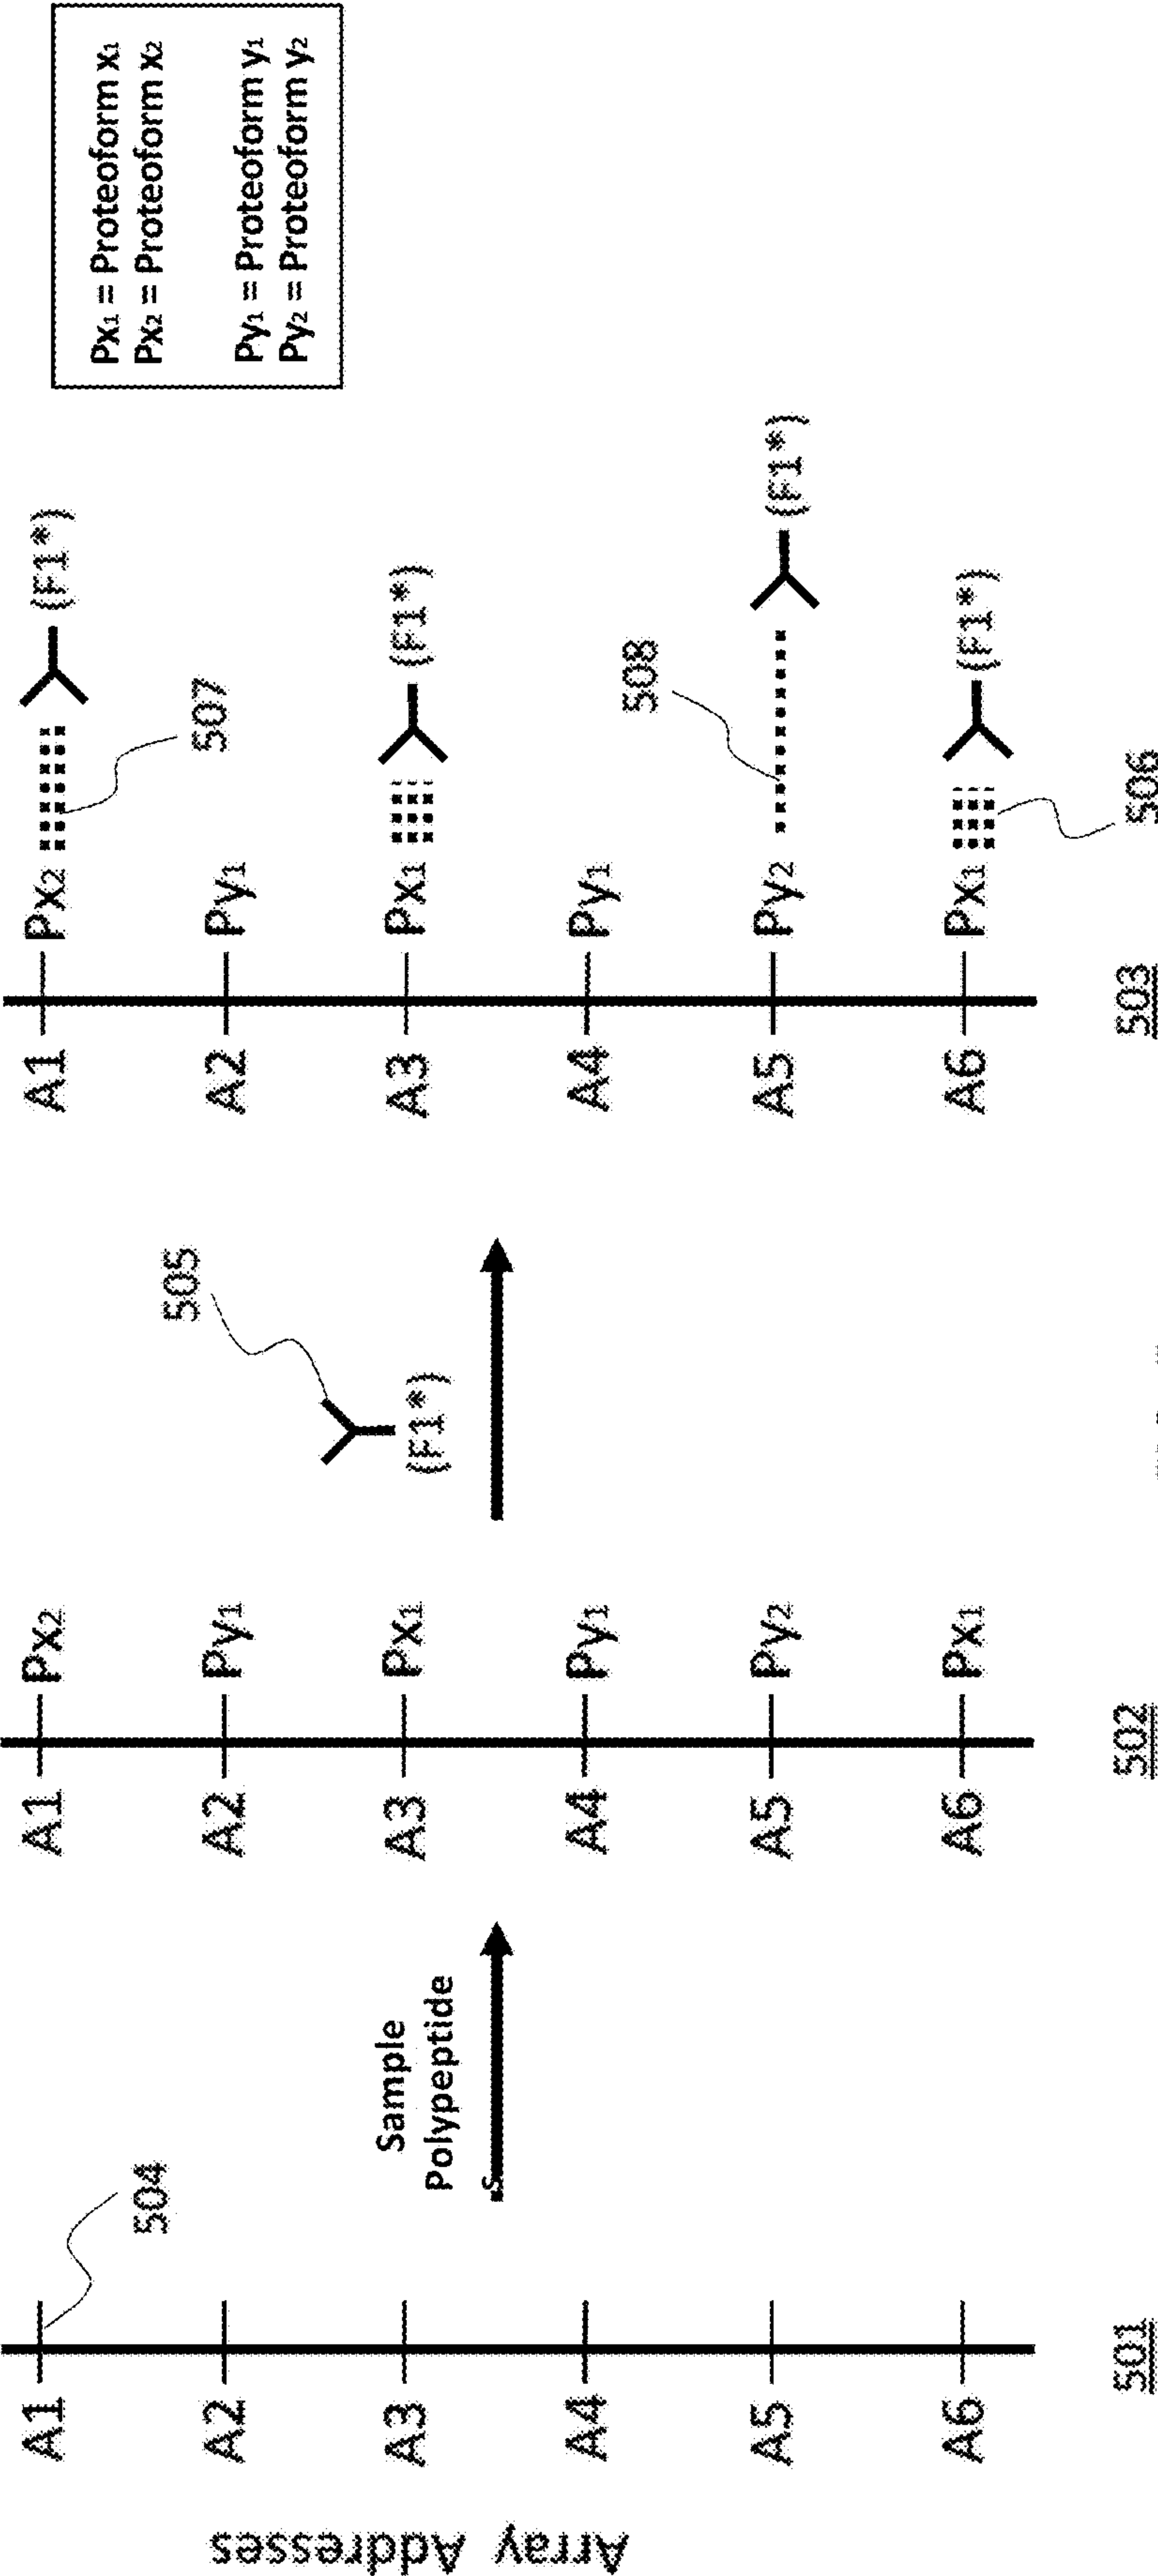 Array Addresses
A1
A2
A3
A4
A5
A6
504
501
Sample
Polypeptide
s
A1 Px2
A2 Py1
A3 Px1
A4 Py1
A5 Py2
A6 Px1
502
505
(F1*)
A1 Px2 (F1*)
507
A2 Py1
A3 Px1 (F1*)
A4 Py1
508
A5 Py2 (F1*)
A6 Px1 (F1*)
506
503
Px1 = Proteoform x1
Px2 = Proteoform x2
Py1 = Proteoform y1
Py2 = Proteoform y2